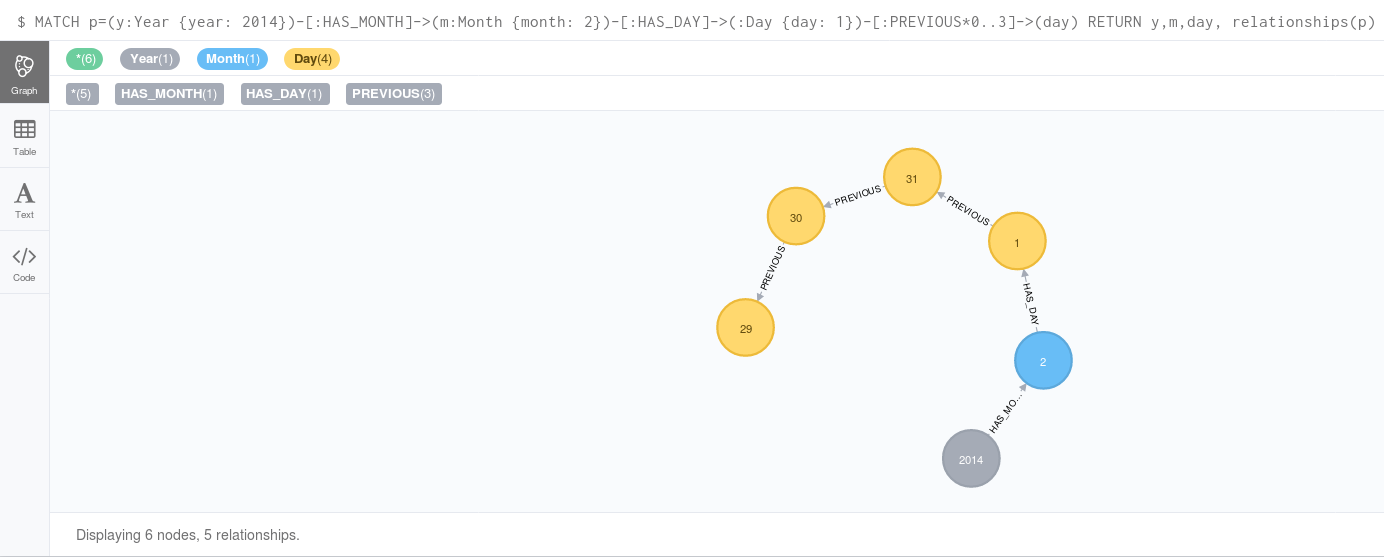 $ MATCH p=(y:Year {year: 2014})-[:HAS_MONTH]->(m:Month {month: 2})-[:HAS_DAY]->(:Day {day: 1})-[:PREVIOUS*0..3]->(day) RETURN y,m,day, relationships(p)
*(6) Year(1) Month(1) Day(4)
*(5) HAS_MONTH(1) HAS_DAY(1) PREVIOUS(3)
Graph
Table
Text
Code
31
PREVIOUS
30
PREVIOUS
1
PREVIOUS
29
HAS_DAY
2
HAS_MO...
2014
Displaying 6 nodes, 5 relationships.